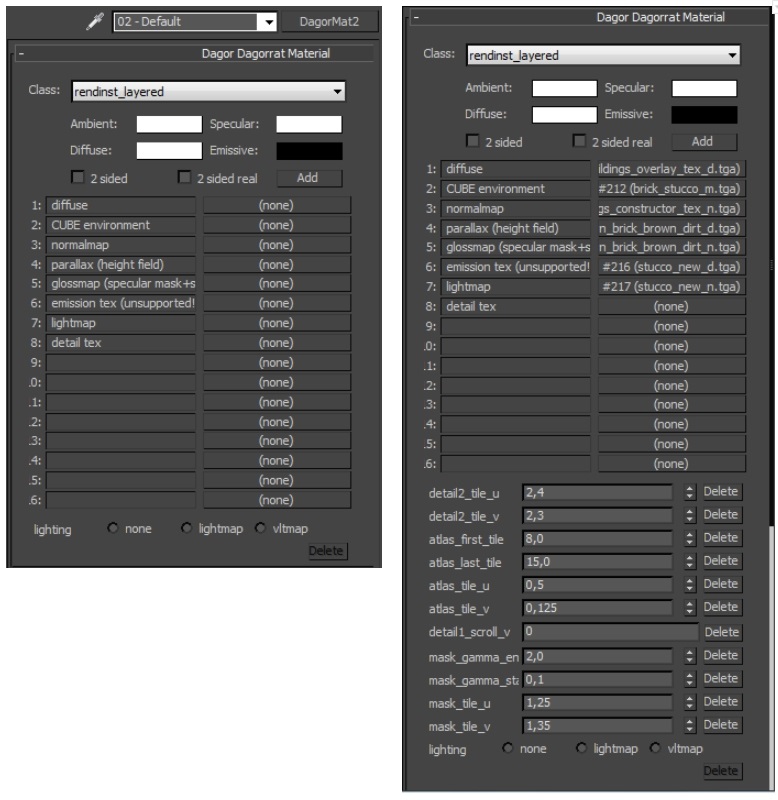 02 - Default DagorMat2
- Dagor Dagorrat Material
Class: rendinst_layered
Ambient: Specular:
Diffuse: Emissive:
2 sided 2 sided real Add
1: diffuse (none)
2: CUBE environment (none)
3: normalmap (none)
4: parallax (height field) (none)
5: glossmap (specular mask+s (none)
6: emission tex (unsupported! (none)
7: lightmap (none)
8: detail tex (none)
9: (none)
.0: (none)
.1: (none)
.2: (none)
.3: (none)
.4: (none)
.5: (none)
.6: (none)
lighting none lightmap vltmap
Delete
- Dagor Dagorrat Material
Class: rendinst_layered
Ambient: Specular:
Diffuse: Emissive:
2 sided 2 sided real Add
1: diffuse ildings_overlay_tex_d.tga)
2: CUBE environment #212 (brick_stucco_m.tga)
3: normalmap gs_constructor_tex_n.tga)
4: parallax (height field) n_brick_brown_dirt_d.tga)
5: glossmap (specular mask+s n_brick_brown_dirt_n.tga)
6: emission tex (unsupported! #216 (stucco_new_d.tga)
7: lightmap #217 (stucco_new_n.tga)
8: detail tex (none)
9: (none)
.0: (none)
.1: (none)
.2: (none)
.3: (none)
.4: (none)
.5: (none)
.6: (none)
detail2_tile_u 2,4 Delete
detail2_tile_v 2,3 Delete
atlas_first_tile 8,0 Delete
atlas_last_tile 15,0 Delete
atlas_tile_u 0,5 Delete
atlas_tile_v 0,125 Delete
detail1_scroll_v 0 Delete
mask_gamma_en 2,0 Delete
mask_gamma_sta 0,1 Delete
mask_tile_u 1,25 Delete
mask_tile_v 1,35 Delete
lighting none lightmap vltmap
Delete